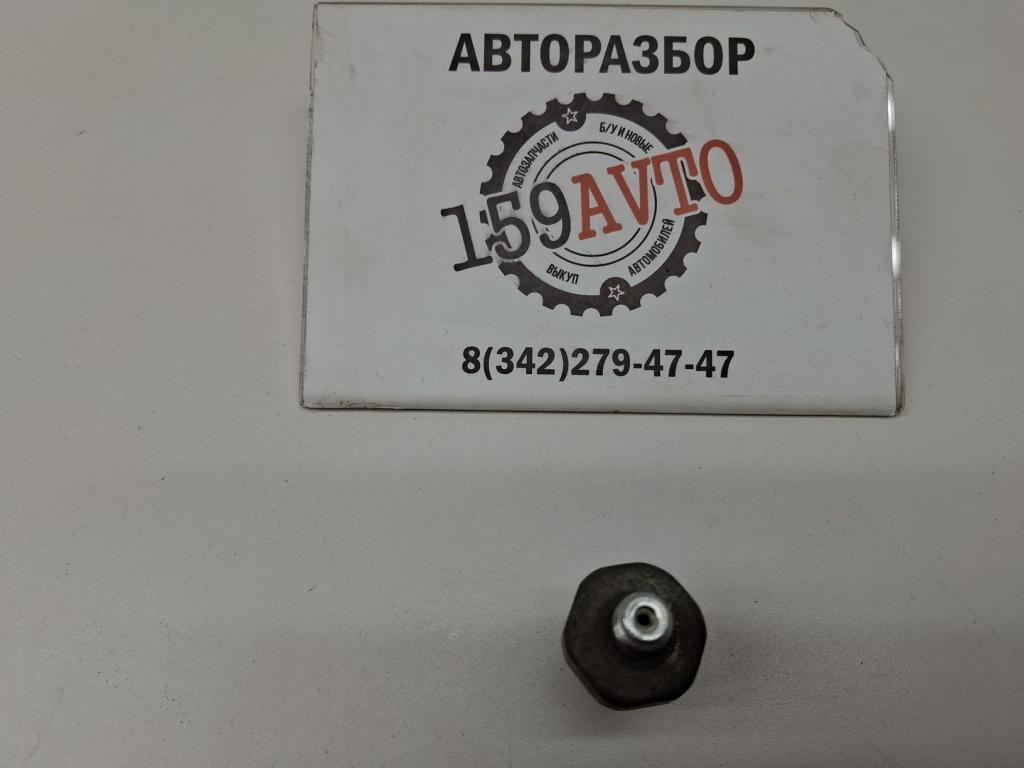 АВТОРАЗБОР
АВТОЗАПЧАСТИ
Б/У И НОВЫЕ
159AVTO
ВЫКУП
АВТОМОБИЛЕЙ
8(342)279-47-47